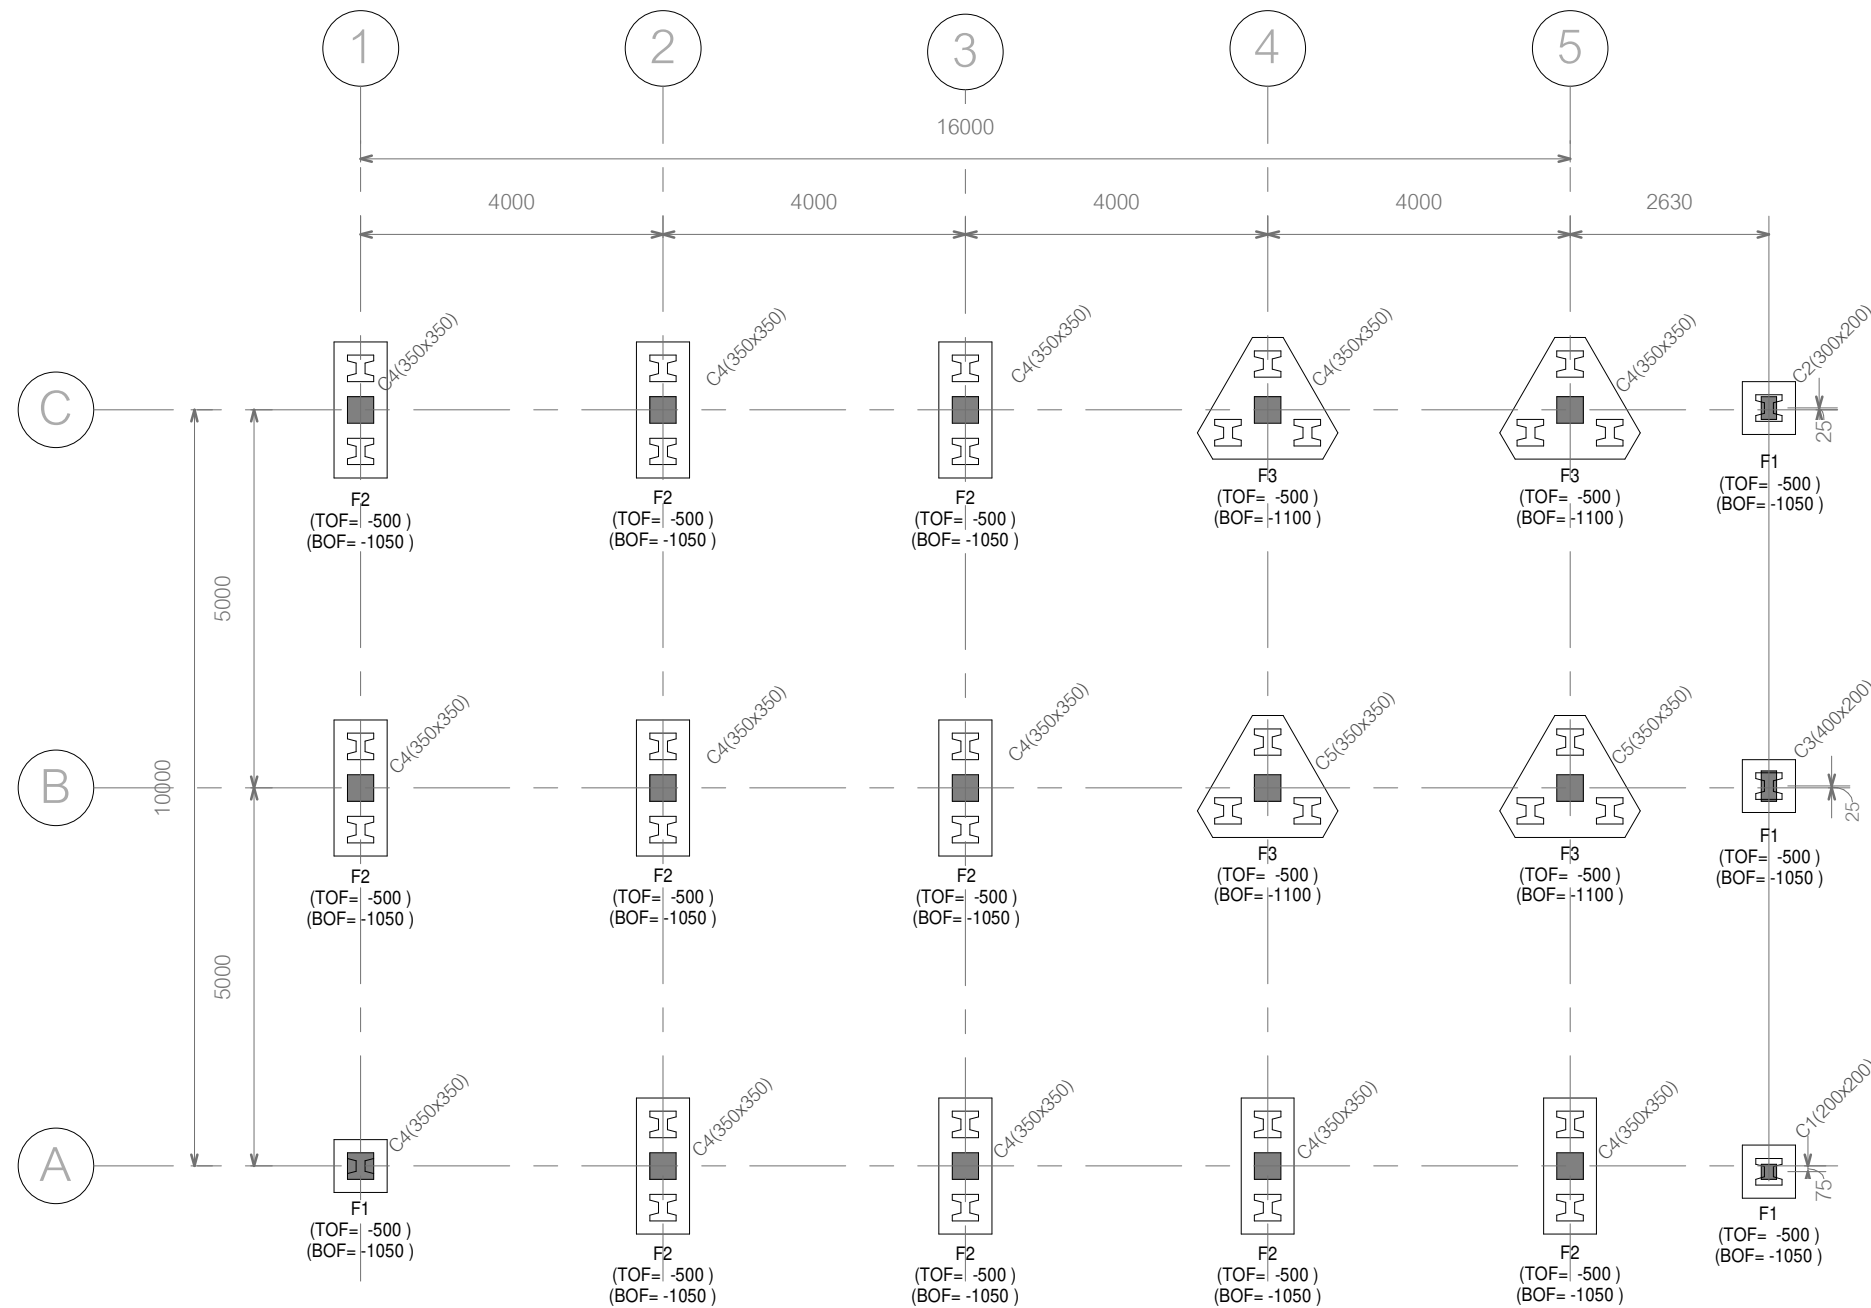 1 2 3 4 5
16000
4000 4000 4000 4000 2630
C4(350x350) C4(350x350) C4(350x350) C4(350x350) C4(350x350) C2(300x200)
C
25
F2 F2 F2 F3 F3 F1
(TOF= -500 ) (TOF= -500 ) (TOF= -500 ) (TOF= -500 ) (TOF= -500 ) (TOF= -500 )
(BOF= -1050 ) (BOF= -1050 ) (BOF= -1050 ) (BOF= -1100 ) (BOF= -1100 ) (BOF= -1050 )
5000
C4(350x350) C4(350x350) C4(350x350) C5(350x350) C5(350x350) C3(400x200)
B
10000
25
F2 F2 F2 F3 F3 F1
(TOF= -500 ) (TOF= -500 ) (TOF= -500 ) (TOF= -500 ) (TOF= -500 ) (TOF= -500 )
(BOF= -1050 ) (BOF= -1050 ) (BOF= -1050 ) (BOF= -1100 ) (BOF= -1100 ) (BOF= -1050 )
5000
C4(350x350) C4(350x350) C4(350x350) C4(350x350) C4(350x350) C1(200x200)
A
75
F1 F2 F2 F2 F2 F1
(TOF= -500 ) (TOF= -500 ) (TOF= -500 ) (TOF= -500 ) (TOF= -500 ) (TOF= -500 )
(BOF= -1050 ) (BOF= -1050 ) (BOF= -1050 ) (BOF= -1050 ) (BOF= -1050 ) (BOF= -1050 )